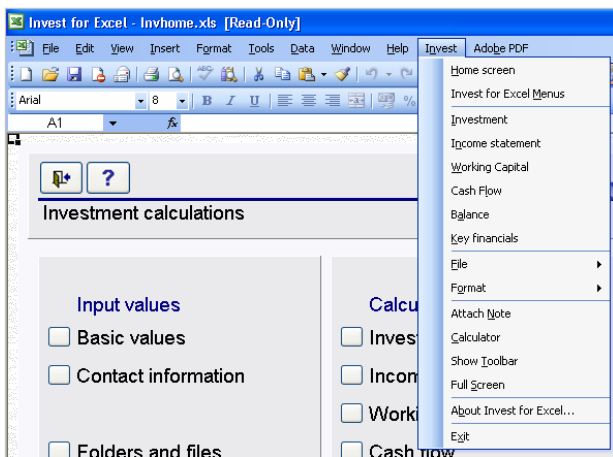 Invest for Excel - Invhome.xls [Read-Only]
File Edit View Insert Format Tools Data Window Help Invest Adobe PDF
Arial 8 B I U %
A1 fx
Home screen
Invest for Excel Menus
Investment
Income statement
Working Capital
Cash Flow
Balance
Key financials
File
Format
Attach Note
Calculator
Show Toolbar
Full Screen
About Invest for Excel...
Exit
?
Investment calculations
Input values
Basic values
Contact information
Folders and files
Calcu
Inves
Incom
Worki
Cash flow